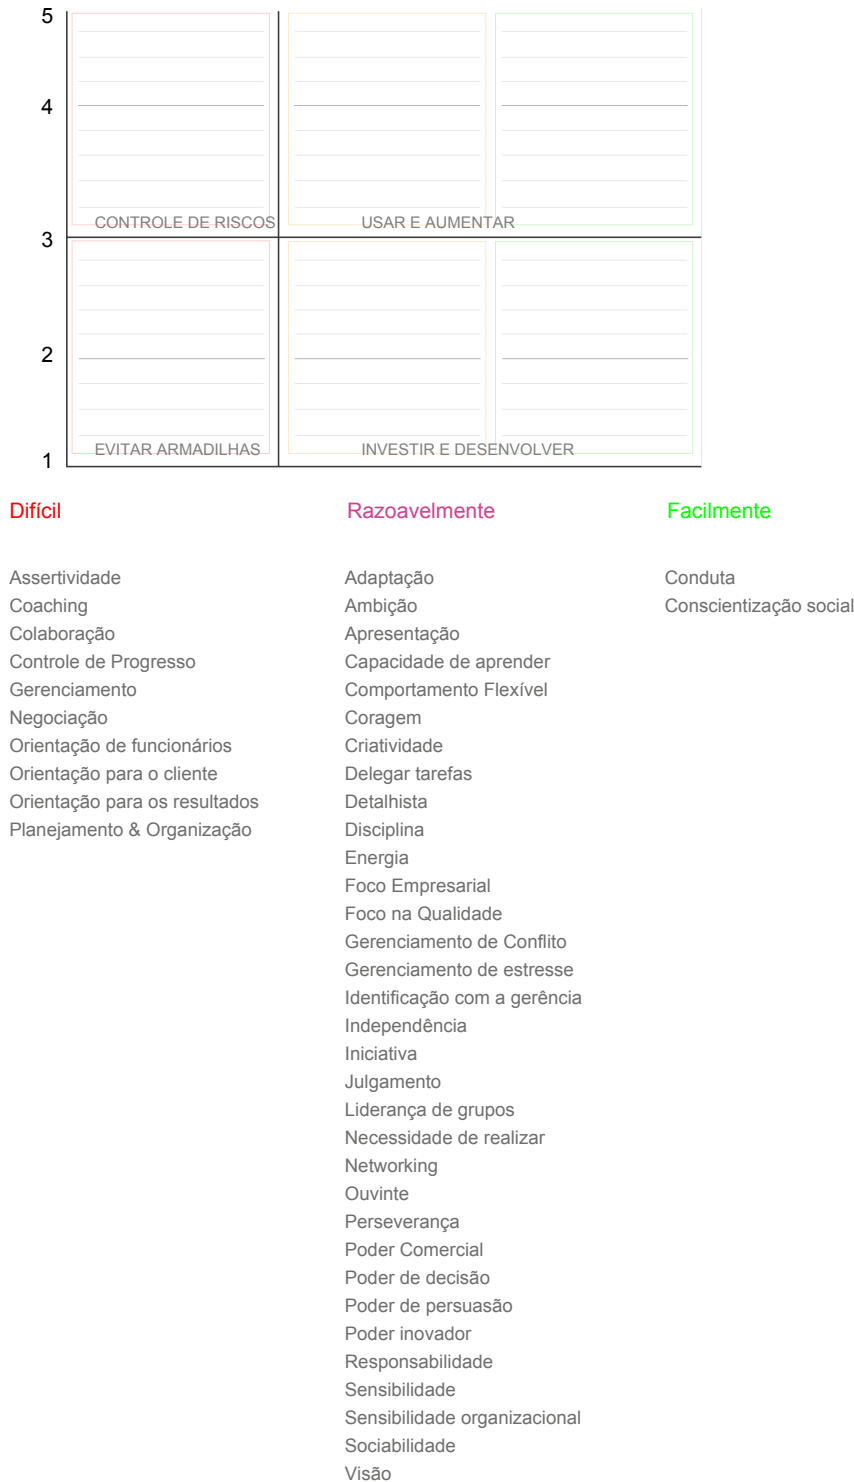 5
4
CONTROLE DE RISCOS
USAR E AUMENTAR
3
2
EVITAR ARMADILHAS
INVESTIR E DESENVOLVER
1
Difícil
Assertividade
Coaching
Colaboração
Controle de Progresso
Gerenciamento
Negociação
Orientação de funcionários
Orientação para o cliente
Orientação para os resultados
Planejamento & Organização
Razoavelmente
Adaptação
Ambição
Apresentação
Capacidade de aprender
Comportamento Flexível
Coragem
Criatividade
Delegar tarefas
Detalhista
Disciplina
Energia
Foco Empresarial
Foco na Qualidade
Gerenciamento de Conflito
Gerenciamento de estresse
Identificação com a gerência
Independência
Iniciativa
Julgamento
Liderança de grupos
Necessidade de realizar
Networking
Ouvinte
Perseverança
Poder Comercial
Poder de decisão
Poder de persuasão
Poder inovador
Responsabilidade
Sensibilidade
Sensibilidade organizacional
Sociabilidade
Visão
Facilmente
Conduta
Conscientização social